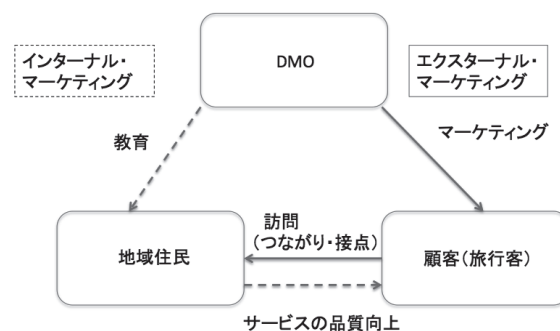 インターナル・
マーケティング
DMO
エクスターナル・
マーケティング
マーケティング
教育
訪問
(つながり・接点)
地域住民
顧客(旅行客)
サービスの品質向上